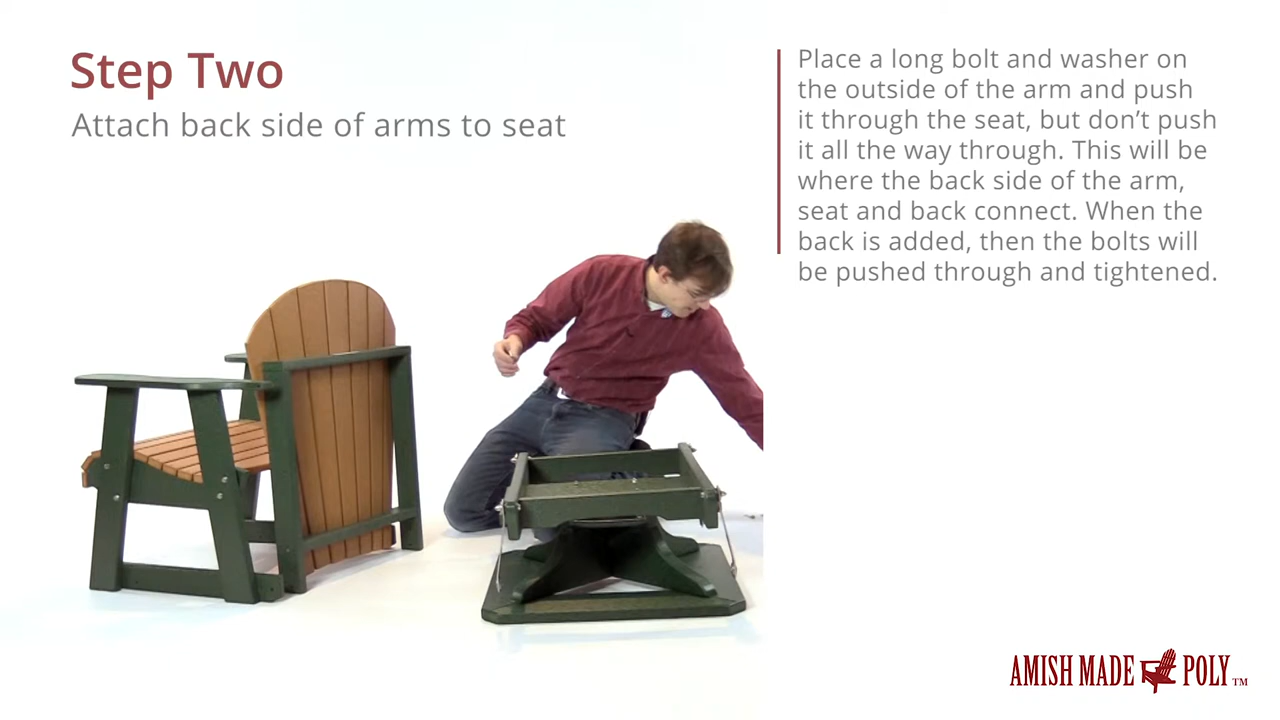 Step Two
Attach back side of arms to seat
Place a long bolt and washer on
the outside of the arm and push
it through the seat, but don’t push
it all the way through. This will be
where the back side of the arm,
seat and back connect. When the
back is added, then the bolts will
be pushed through and tightened.
AMISH MADE POLY TM